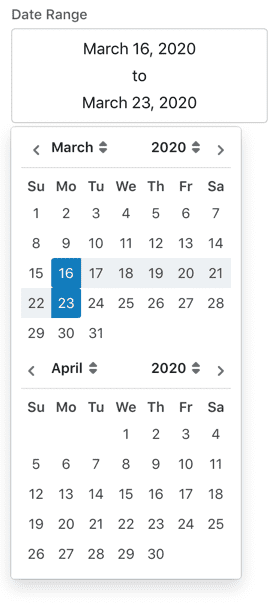 Date Range
March 16, 2020
to
March 23, 2020
March 2020
Su Mo Tu We Th Fr Sa
1 2 3 4 5 6 7
8 9 10 11 12 13 14
15 16 17 18 19 20 21
22 23 24 25 26 27 28
29 30 31
April 2020
Su Mo Tu We Th Fr Sa
1 2 3 4
5 6 7 8 9 10 11
12 13 14 15 16 17 18
19 20 21 22 23 24 25
26 27 28 29 30